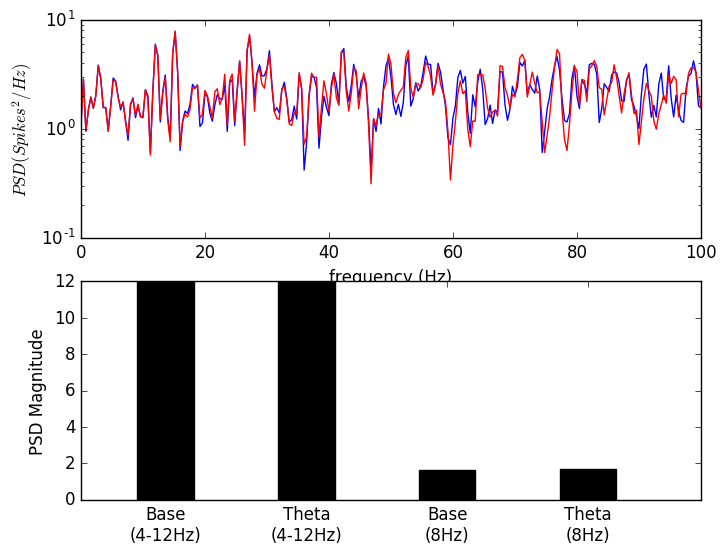 10^1
10^0
10^-1
PSD (Spikes^2/Hz)
0 20 40 60 80 100
frequency (Hz)
12
10
8
6
4
2
0
PSD Magnitude
Base Theta Base Theta
(4-12Hz) (4-12Hz) (8Hz) (8Hz)